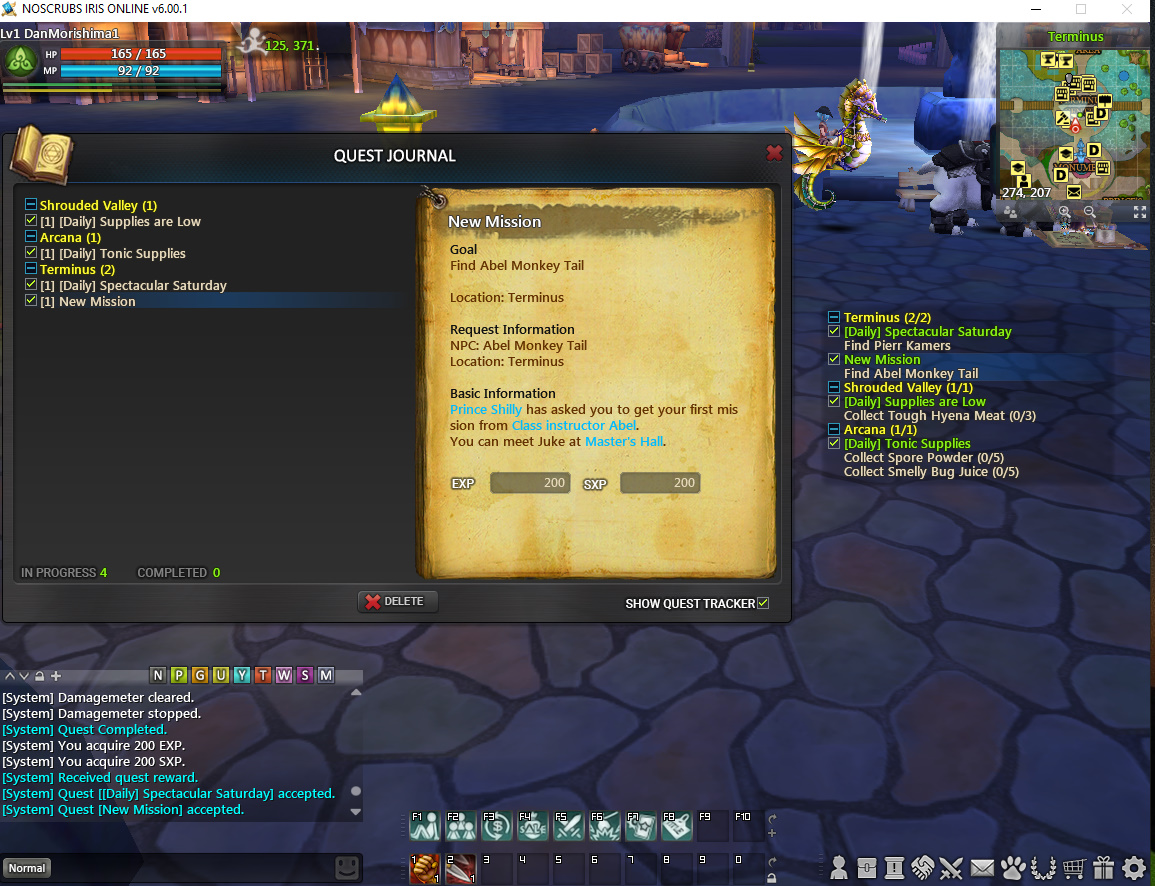 NOSCRUBS IRIS ONLINE v6.00.1
Lv1 DanMorishima1
HP 165 / 165
MP 92 / 92
125, 371.
Terminus
274, 207
QUEST JOURNAL
Shrouded Valley (1)
[1] [Daily] Supplies are Low
Arcana (1)
[1] [Daily] Tonic Supplies
Terminus (2)
[1] [Daily] Spectacular Saturday
[1] New Mission
IN PROGRESS 4 COMPLETED 0
New Mission
Goal
Find Abel Monkey Tail
Location: Terminus
Request Information
NPC: Abel Monkey Tail
Location: Terminus
Basic Information
Prince Shilly has asked you to get your first mis
sion from Class instructor Abel.
You can meet Juke at Master's Hall.
EXP 200 SXP 200
DELETE
SHOW QUEST TRACKER
Terminus (2/2)
[Daily] Spectacular Saturday
Find Pierr Kamers
New Mission
Find Abel Monkey Tail
Shrouded Valley (1/1)
[Daily] Supplies are Low
Collect Tough Hyena Meat (0/3)
Arcana (1/1)
[Daily] Tonic Supplies
Collect Spore Powder (0/5)
Collect Smelly Bug Juice (0/5)
N P G U Y T W S M
[System] Damagemeter cleared.
[System] Damagemeter stopped.
[System] Quest Completed.
[System] You acquire 200 EXP.
[System] You acquire 200 SXP.
[System] Received quest reward.
[System] Quest [[Daily] Spectacular Saturday] accepted.
[System] Quest [New Mission] accepted.
Normal
F1 F2 F3 F4 F5 F6 F7 F8 F9 F10
SALE
1 2 3 4 5 6 7 8 9 0
1 1